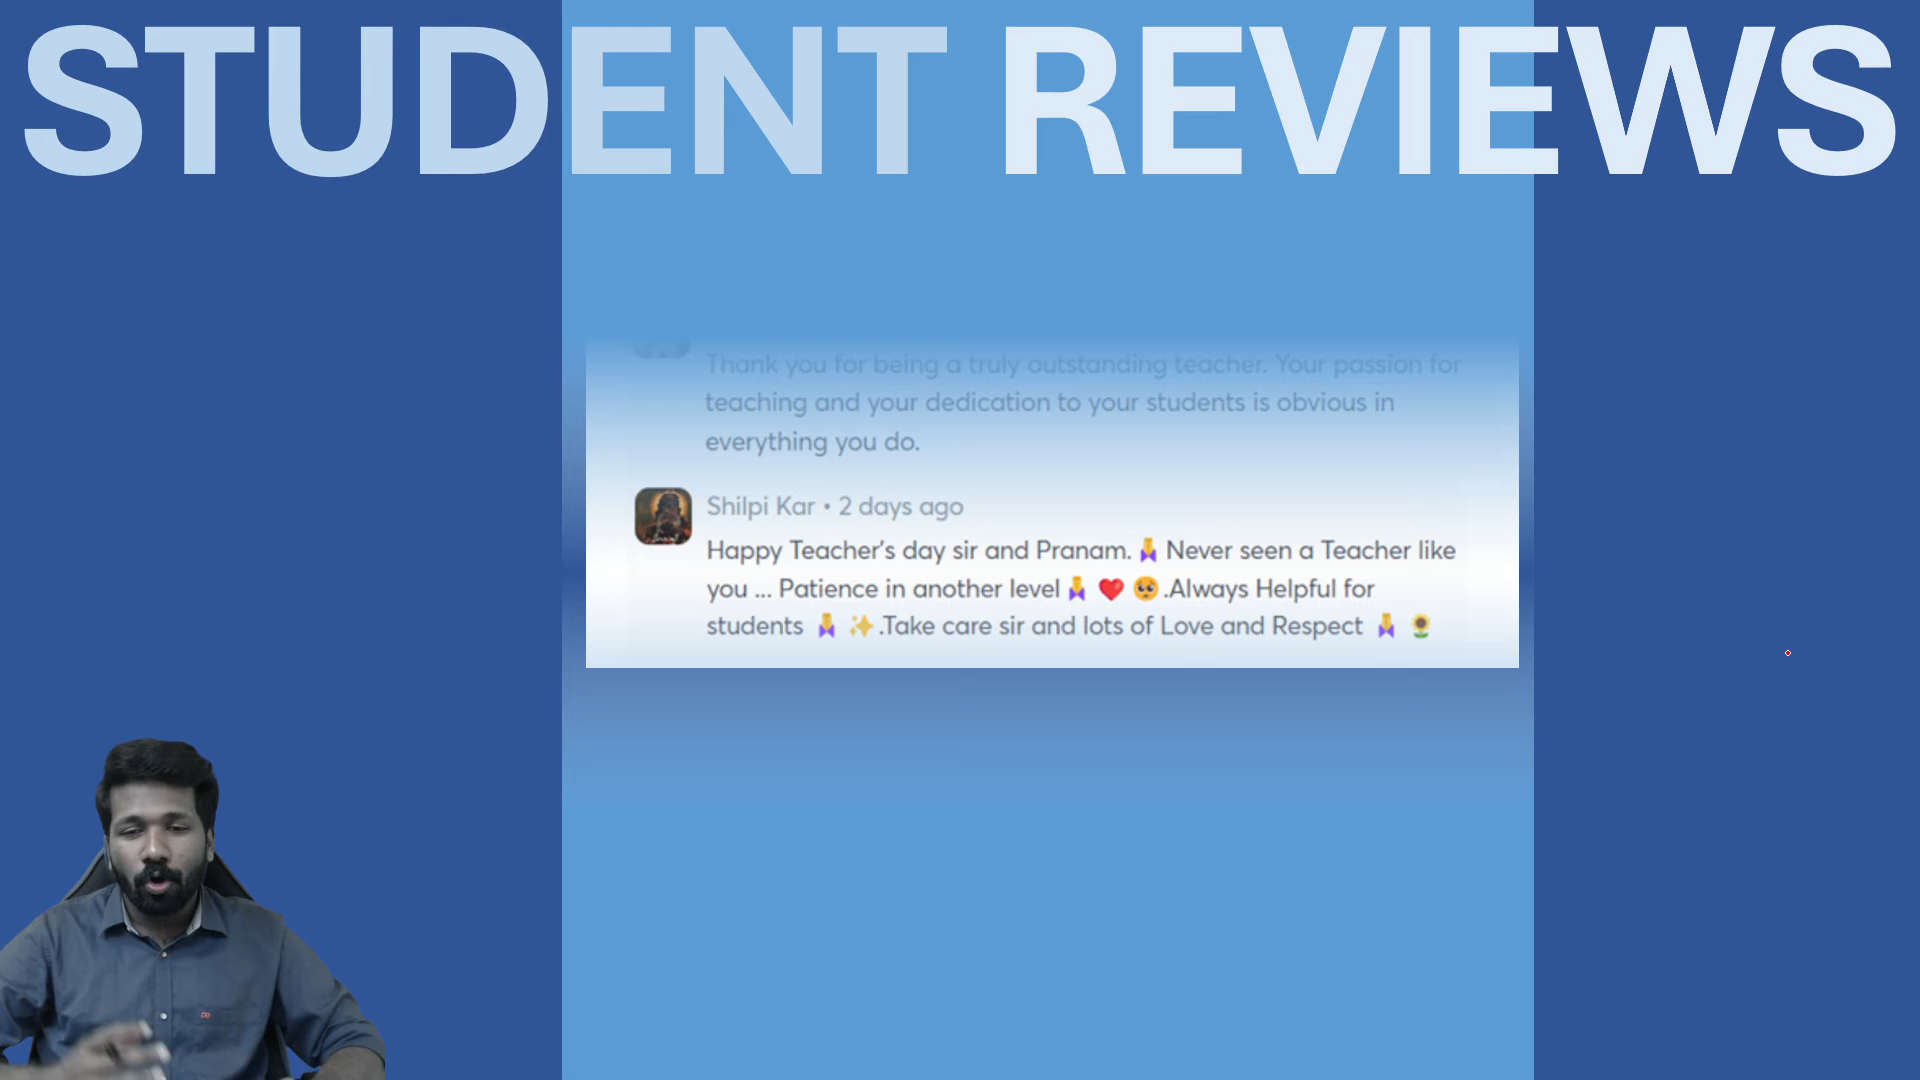 STUDENT REVIEWS
Thank you for being a truly outstanding teacher. Your passion for
teaching and your dedication to your students is obvious in
everything you do.
Shilpi Kar • 2 days ago
Happy Teacher's day sir and Pranam. Never seen a Teacher like
you ... Patience in another level ❤️ 🥺 .Always Helpful for
students ✨ .Take care sir and lots of Love and Respect 🌻